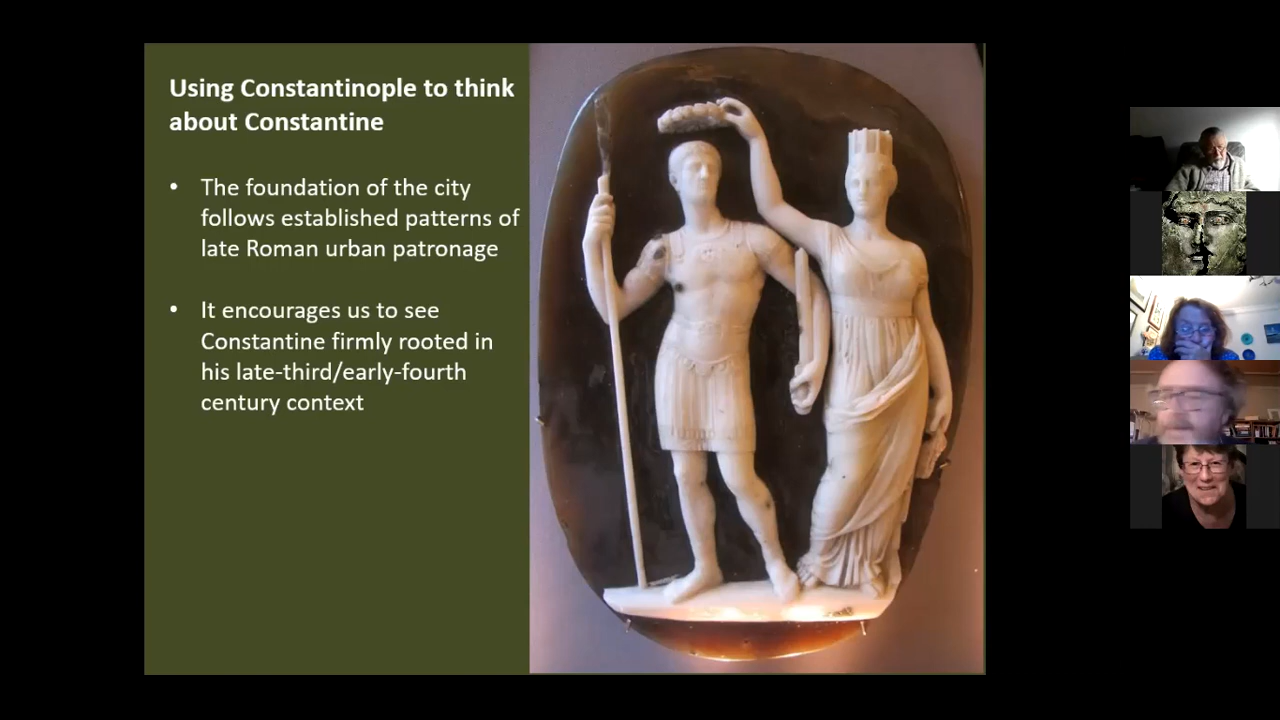 Using Constantinople to think
about Constantine
• The foundation of the city
follows established patterns of
late Roman urban patronage
• It encourages us to see
Constantine firmly rooted in
his late-third/early-fourth
century context